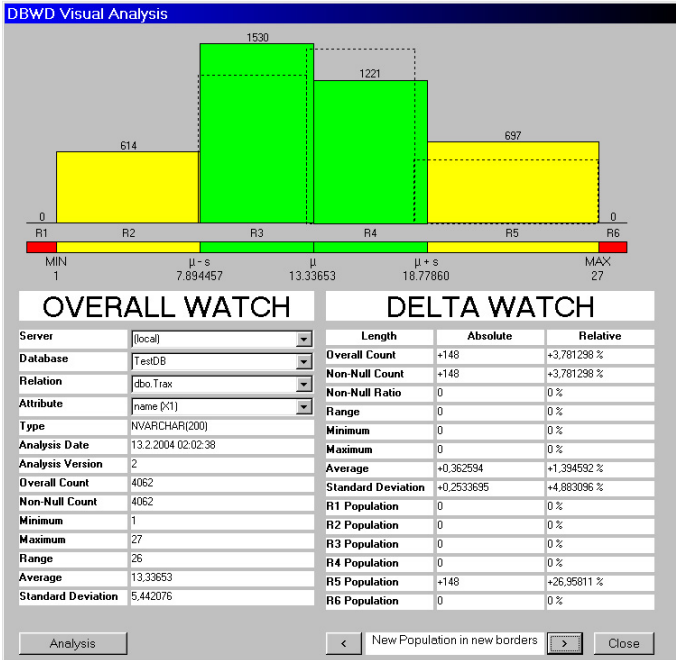 DBWD Visual Analysis
1530
1221
697
614
0
0
R1 R2 R3 R4 R5 R6
MIN μ - s μ μ + s MAX
1 7.894457 13.33653 18.77860 27
OVERALL WATCH
Server (local)
Database TestDB
Relation dbo.Trax
Attribute name (X1)
Type NVARCHAR(200)
Analysis Date 13.2.2004 02:02:38
Analysis Version 2
Overall Count 4062
Non-Null Count 4062
Minimum 1
Maximum 27
Range 26
Average 13,33653
Standard Deviation 5,442076
Analysis
DELTA WATCH
Length Absolute Relative
Overall Count +148 +3,781298 %
Non-Null Count +148 +3,781298 %
Non-Null Ratio 0 0 %
Range 0 0 %
Minimum 0 0 %
Maximum 0 0 %
Average +0,362594 +1,394592 %
Standard Deviation +0,2533695 +4,883096 %
R1 Population 0 0 %
R2 Population 0 0 %
R3 Population 0 0 %
R4 Population 0 0 %
R5 Population +148 +26,95811 %
R6 Population 0 0 %
< New Population in new borders > Close